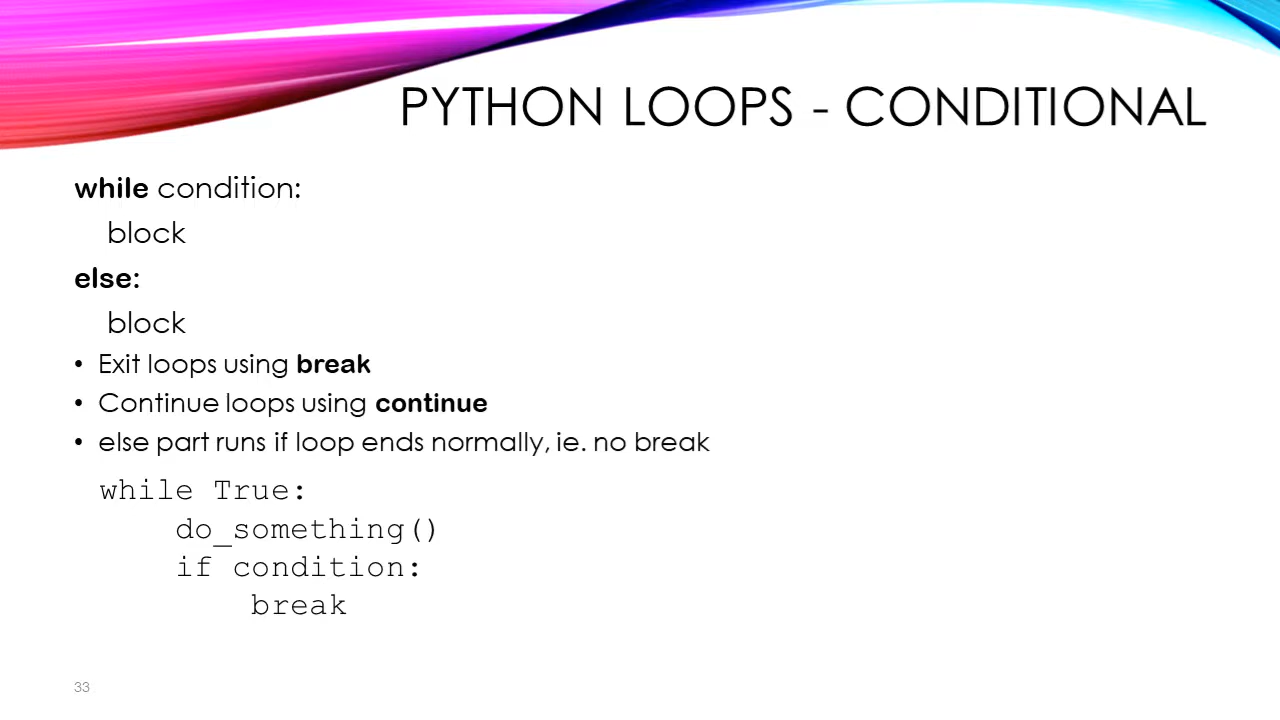 PYTHON LOOPS - CONDITIONAL
while condition:
block
else:
block
• Exit loops using break
• Continue loops using continue
• else part runs if loop ends normally, ie. no break
while True:
    do_something()
    if condition:
        break
33